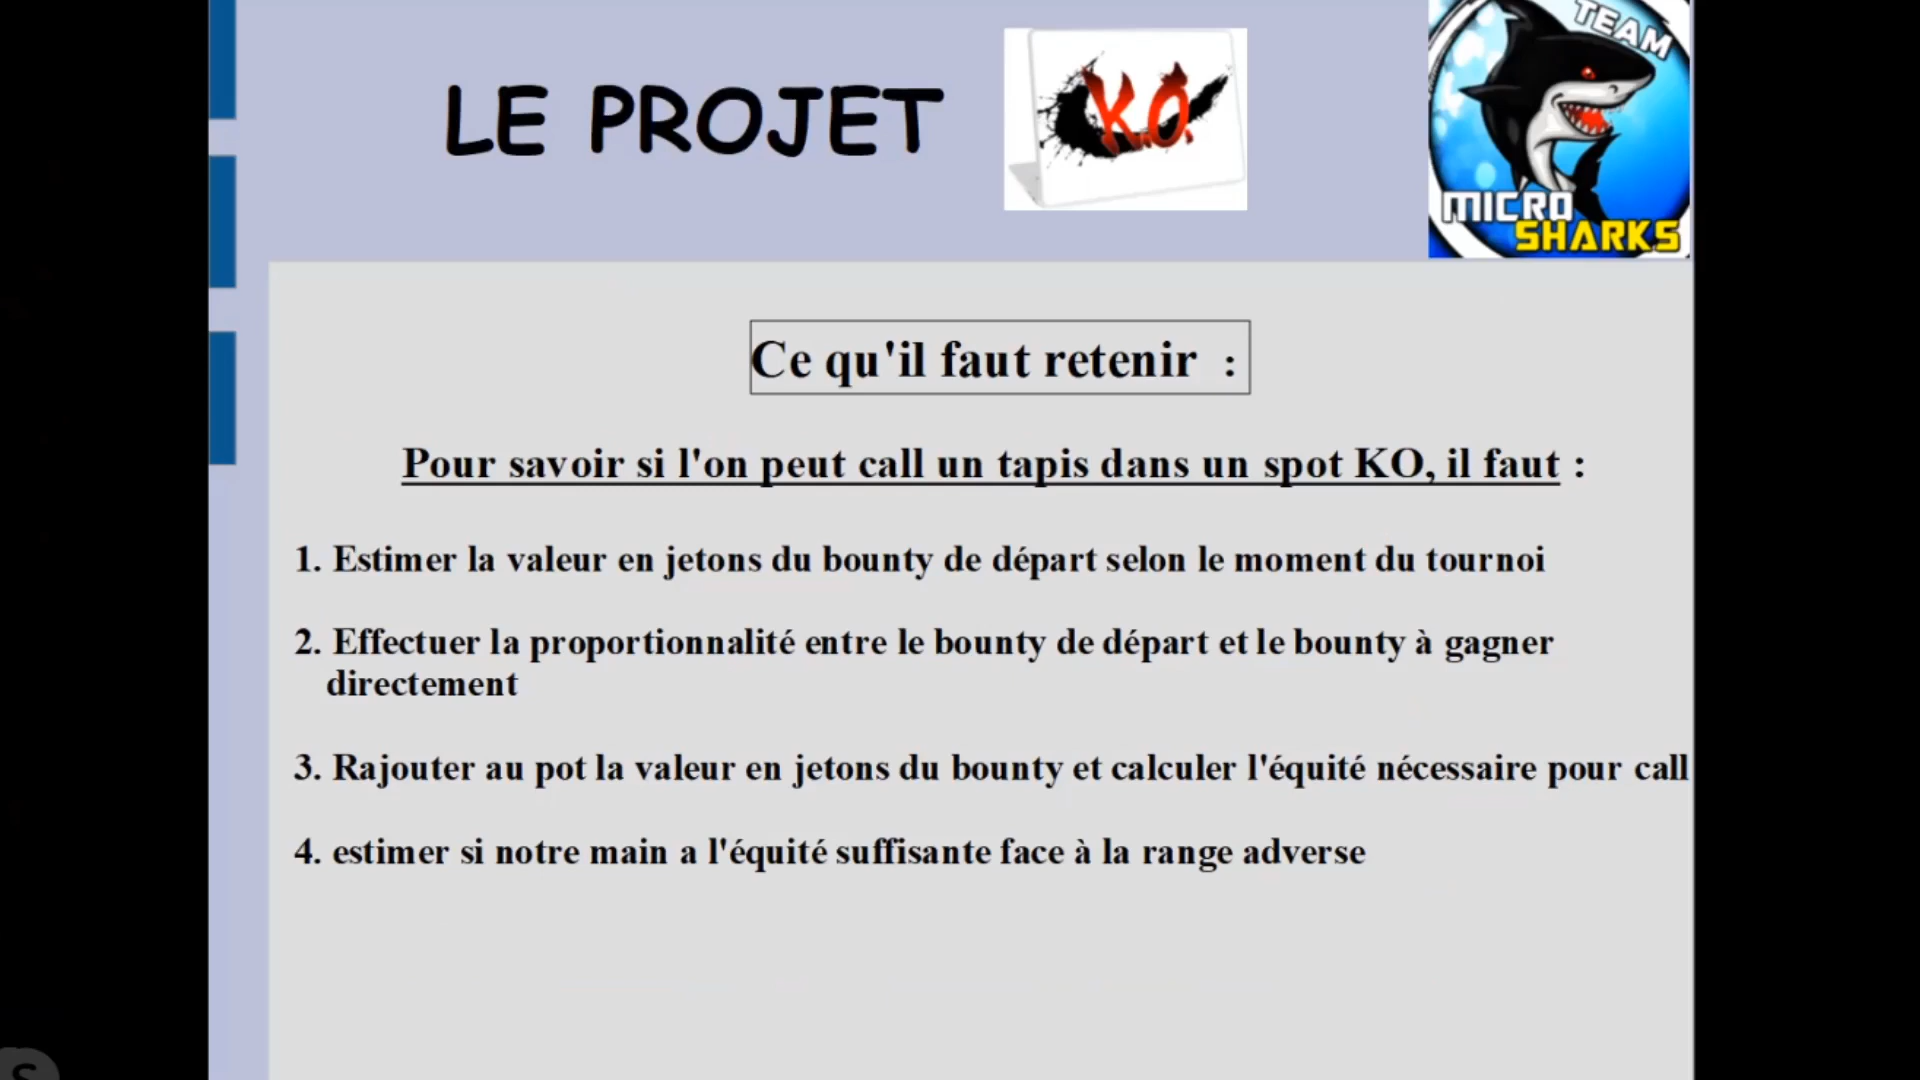 LE PROJET
K.O.
TEAM
MICRO
SHARKS
Ce qu'il faut retenir :
Pour savoir si l'on peut call un tapis dans un spot KO, il faut :
1. Estimer la valeur en jetons du bounty de départ selon le moment du tournoi
2. Effectuer la proportionnalité entre le bounty de départ et le bounty à gagner
directement
3. Rajouter au pot la valeur en jetons du bounty et calculer l'équité nécessaire pour call
4. estimer si notre main a l'équité suffisante face à la range adverse
S